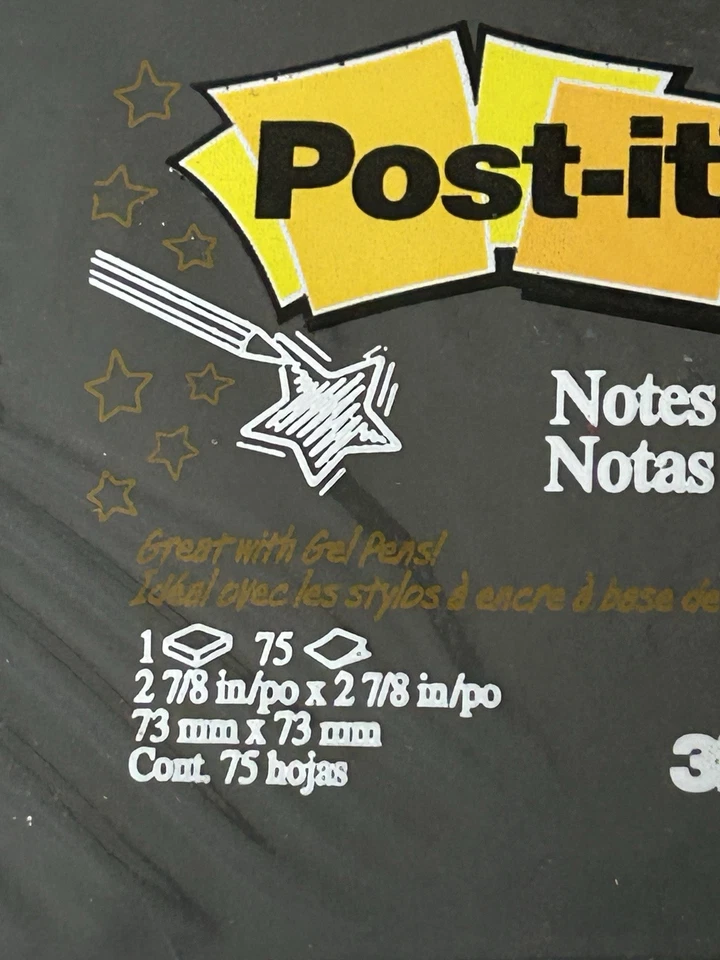 Post-it
Notes
Notas
Great with Gel Pens!
Idéal avec les stylos à encre à base de
1 75
2 7/8 in/po x 2 7/8 in/po
73 mm x 73 mm
Cont. 75 hojas